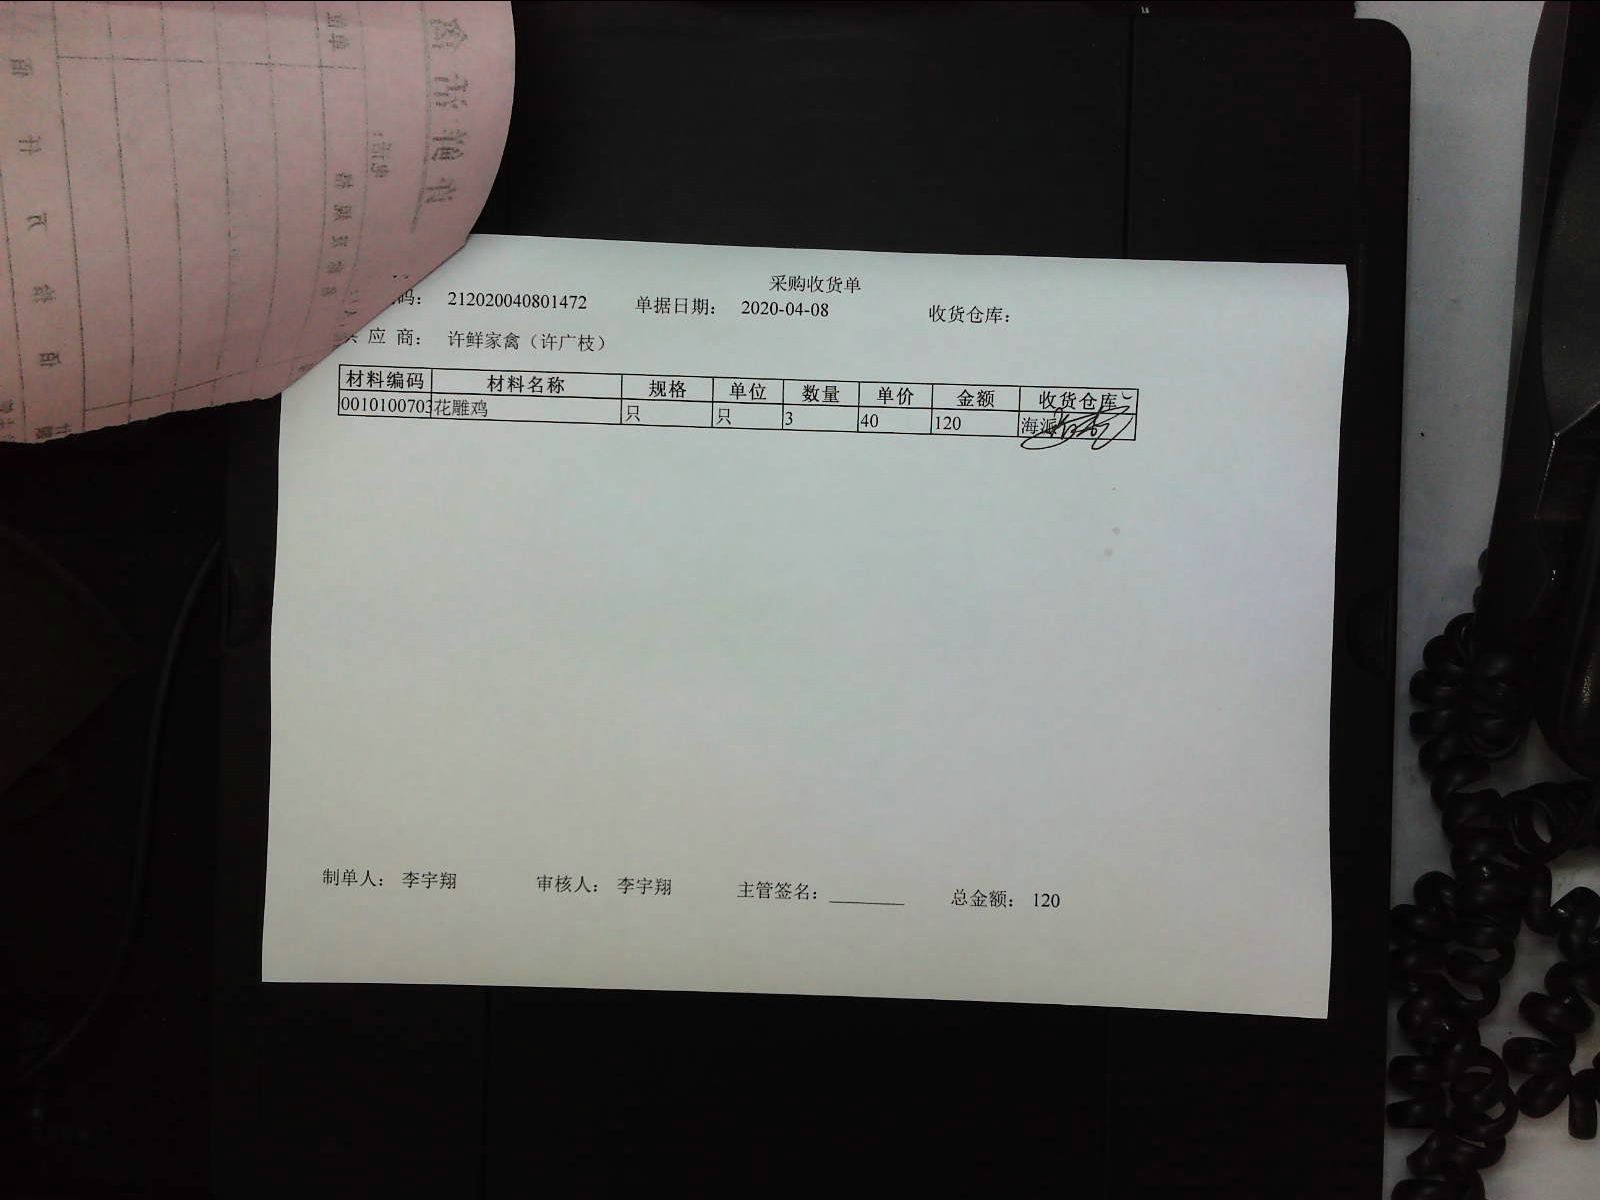 采购收货单
码： 212020040801472 单据日期： 2020-04-08 收货仓库：
应 商： 许鲜家禽（许广枝）
材料编码 材料名称 规格 单位 数量 单价 金额 收货仓库
0010100703 花雕鸡 只 只 3 40 120 海派
制单人： 李宇翔 审核人： 李宇翔 主管签名：________ 总金额： 120